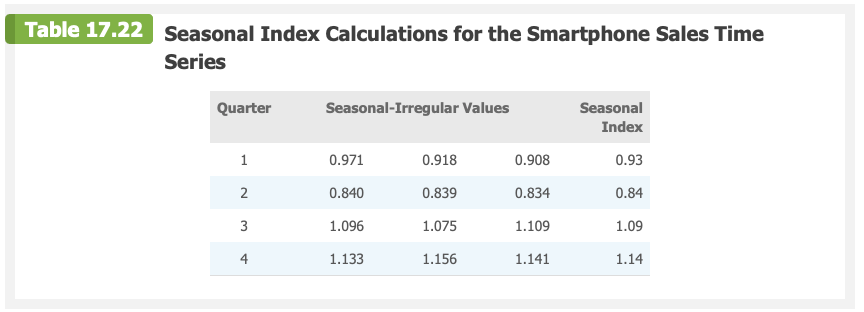 Table 17.22 Seasonal Index Calculations for the Smartphone Sales Time
Series
Quarter Seasonal-Irregular Values Seasonal
Index
1 0.971 0.918 0.908 0.93
2 0.840 0.839 0.834 0.84
3 1.096 1.075 1.109 1.09
4 1.133 1.156 1.141 1.14